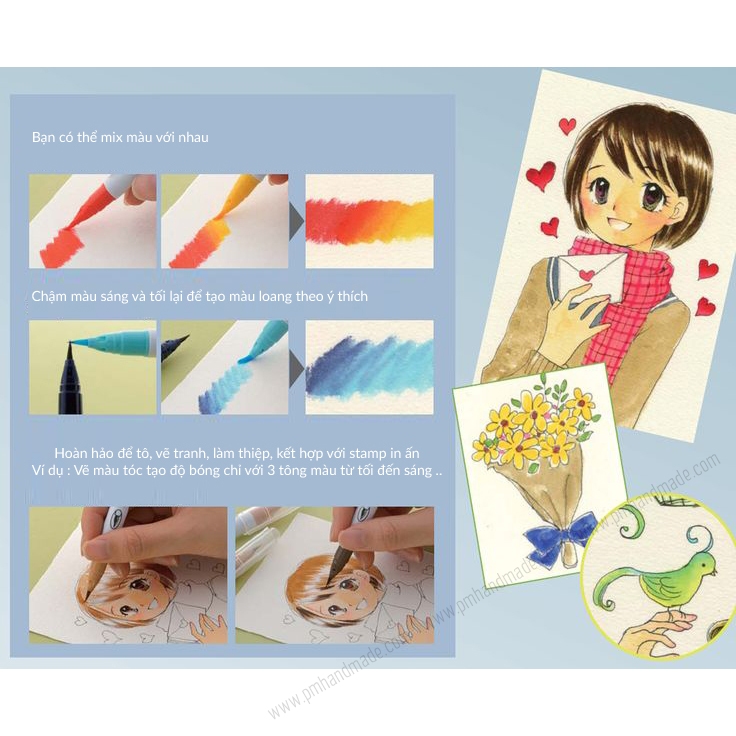 Bạn có thể mix màu với nhau
Chậm màu sáng và tối lại để tạo màu loang theo ý thích
Hoàn hảo để tô, vẽ tranh, làm thiệp, kết hợp với stamp in ấn
Ví dụ : Vẽ màu tóc tạo độ bóng chỉ với 3 tông màu từ tối đến sáng ..
www.pmhandmade.com
www.pmhandmade.com
www.pmhandmade.com